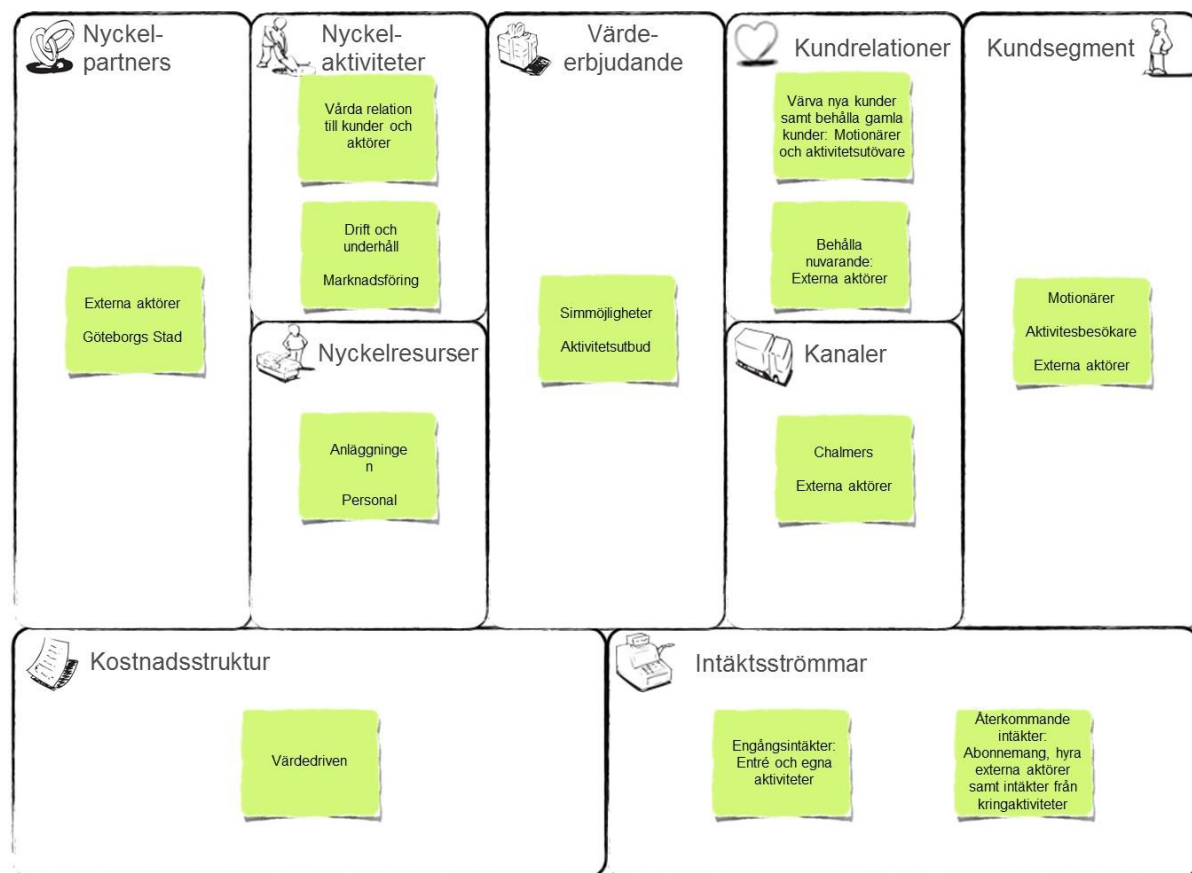 Nyckel-
partners
Externa aktörer
Göteborgs Stad
Nyckel-
aktiviteter
Vårda relation
till kunder och
aktörer
Drift och
underhåll
Marknadsföring
Nyckelresurser
Anläggninge
n
Personal
Värde-
erbjudande
Simmöjligheter
Aktivitetsutbud
Kundrelationer
Värva nya kunder
samt behålla gamla
kunder: Motionärer
och aktivitetsutövare
Behålla
nuvarande:
Externa aktörer
Kanaler
Chalmers
Externa aktörer
Kundsegment
Motionärer
Aktivitesbesökare
Externa aktörer
Kostnadsstruktur
Värdedriven
Intäktsströmmar
Engångsintäkter:
Entré och egna
aktiviteter
Återkommande
intäkter:
Abonnemang, hyra
externa aktörer
samt intäkter från
kringaktiviteter